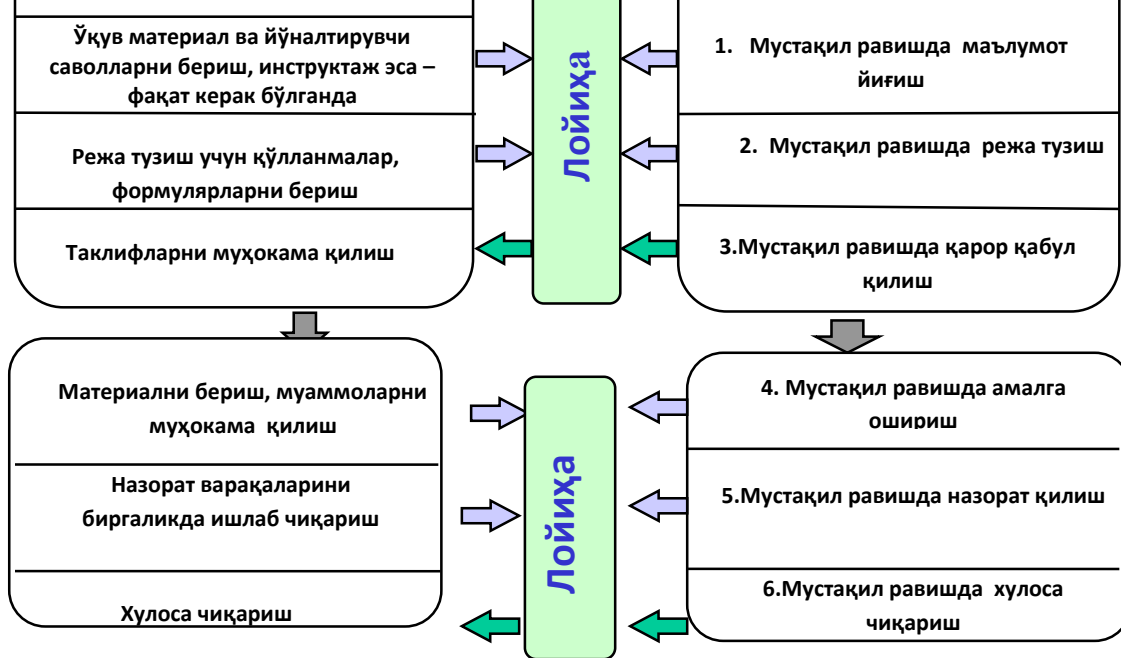 Ўқув материал ва йўналтирувчи
саволларни бериш, инструктаж эса –
фақат керак бўлганда
Режа тузиш учун қўлланмалар,
формулярларни бериш
Таклифларни муҳокама қилиш
Лойиҳа
1. Мустақил равишда маълумот
йиғиш
2. Мустақил равишда режа тузиш
3.Мустақил равишда қарор қабул
қилиш
Материални бериш, муаммоларни
муҳокама қилиш
Назорат варақаларини
биргаликда ишлаб чиқариш
Хулоса чиқариш
Лойиҳа
4. Мустақил равишда амалга
ошириш
5.Мустақил равишда назорат қилиш
6.Мустақил равишда хулоса
чиқариш